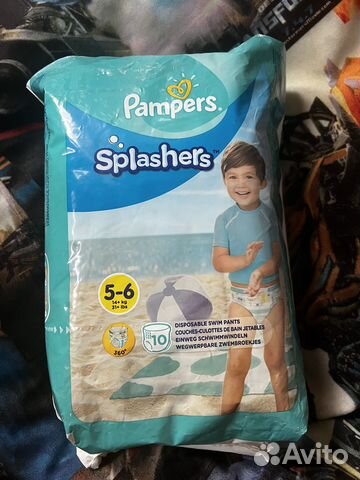 Pampers.
Splashers™
5-6
14+ kg
31+ lbs
360°
10
DISPOSABLE SWIM PANTS
COUCHES-CULOTTES DE BAIN JETABLES
EINWEG SCHWIMMWINDELN
WEGWERPBARE ZWEMBROEKJES
Avito